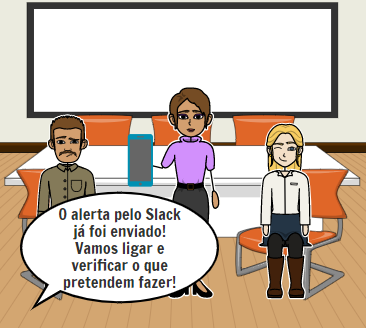 O alerta pelo Slack
já foi enviado!
Vamos ligar e
verificar o que
pretendem fazer!